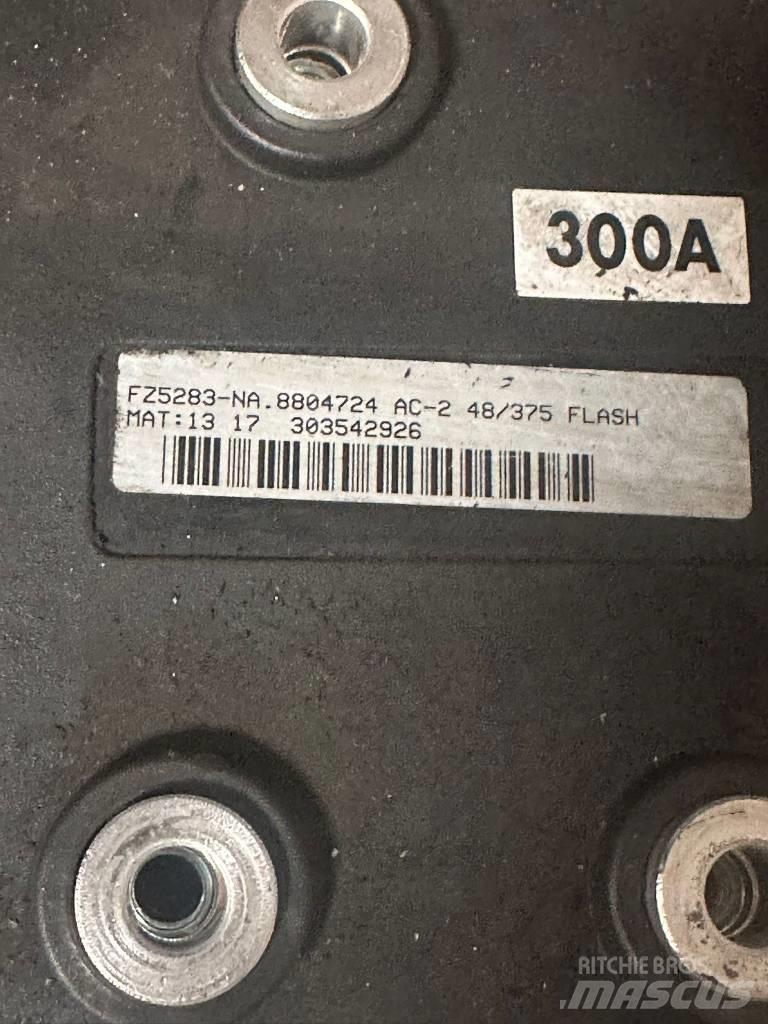 300A
FZ5283-NA.8804724 AC-2 48/375 FLASH
MAT:13 17 303542926
RITCHIE BROS.
MASCUS